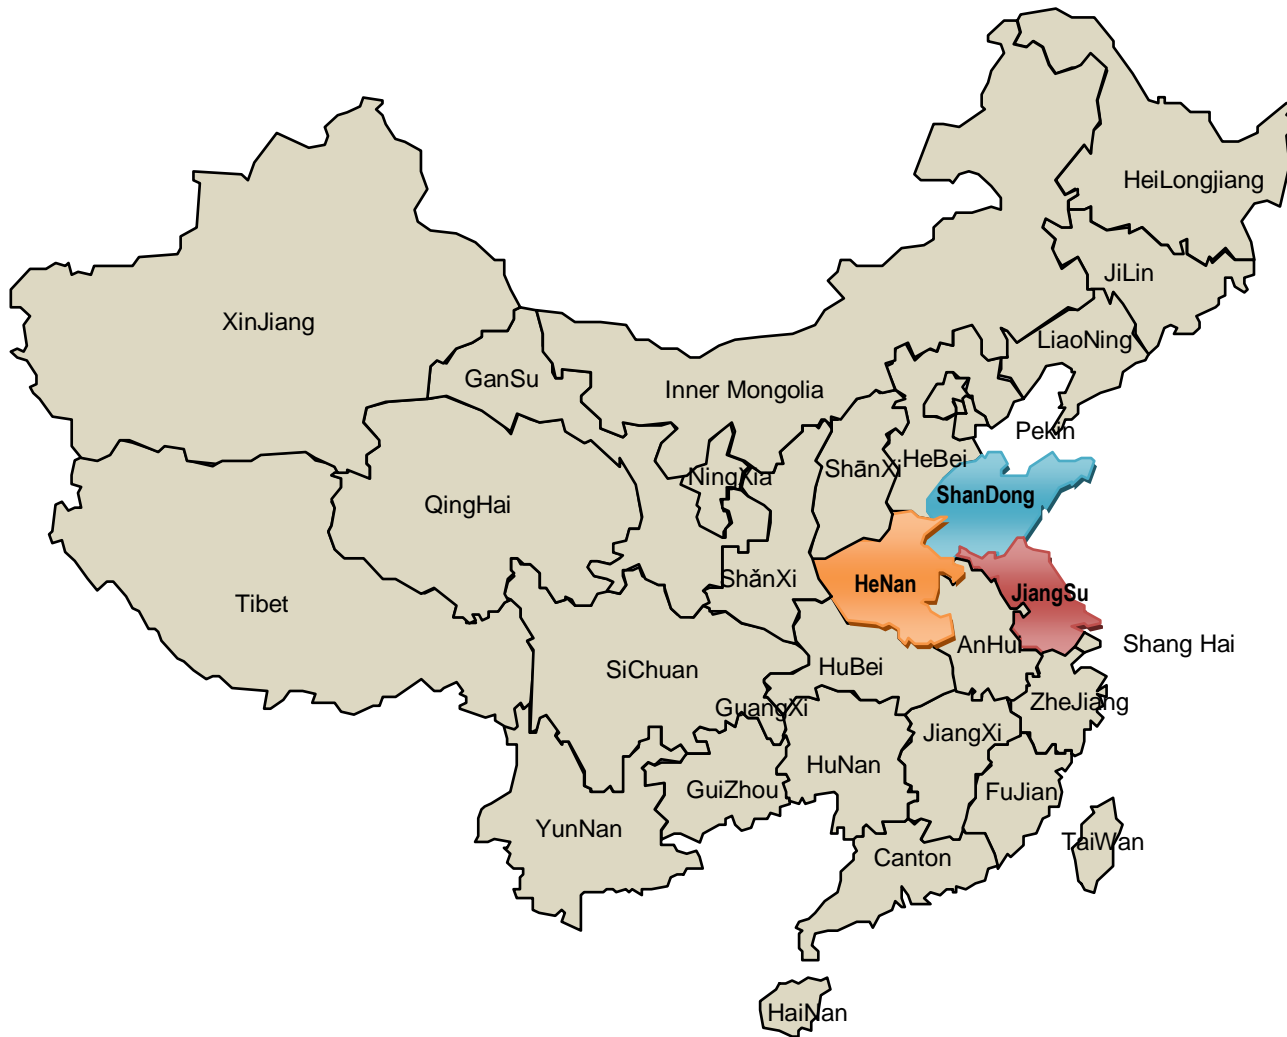 HeiLongjiang
JiLin
XinJiang
LiaoNing
GanSu
Inner Mongolia
Pekin
HeBei
ShānXi
NingXia
ShanDong
QingHai
ShǎnXi
HeNan
JiangSu
Tibet
AnHui
Shang Hai
SiChuan
HuBei
GuangXi
ZheJiang
JiangXi
HuNan
GuiZhou
FuJian
YunNan
TaiWan
Canton
HaiNan